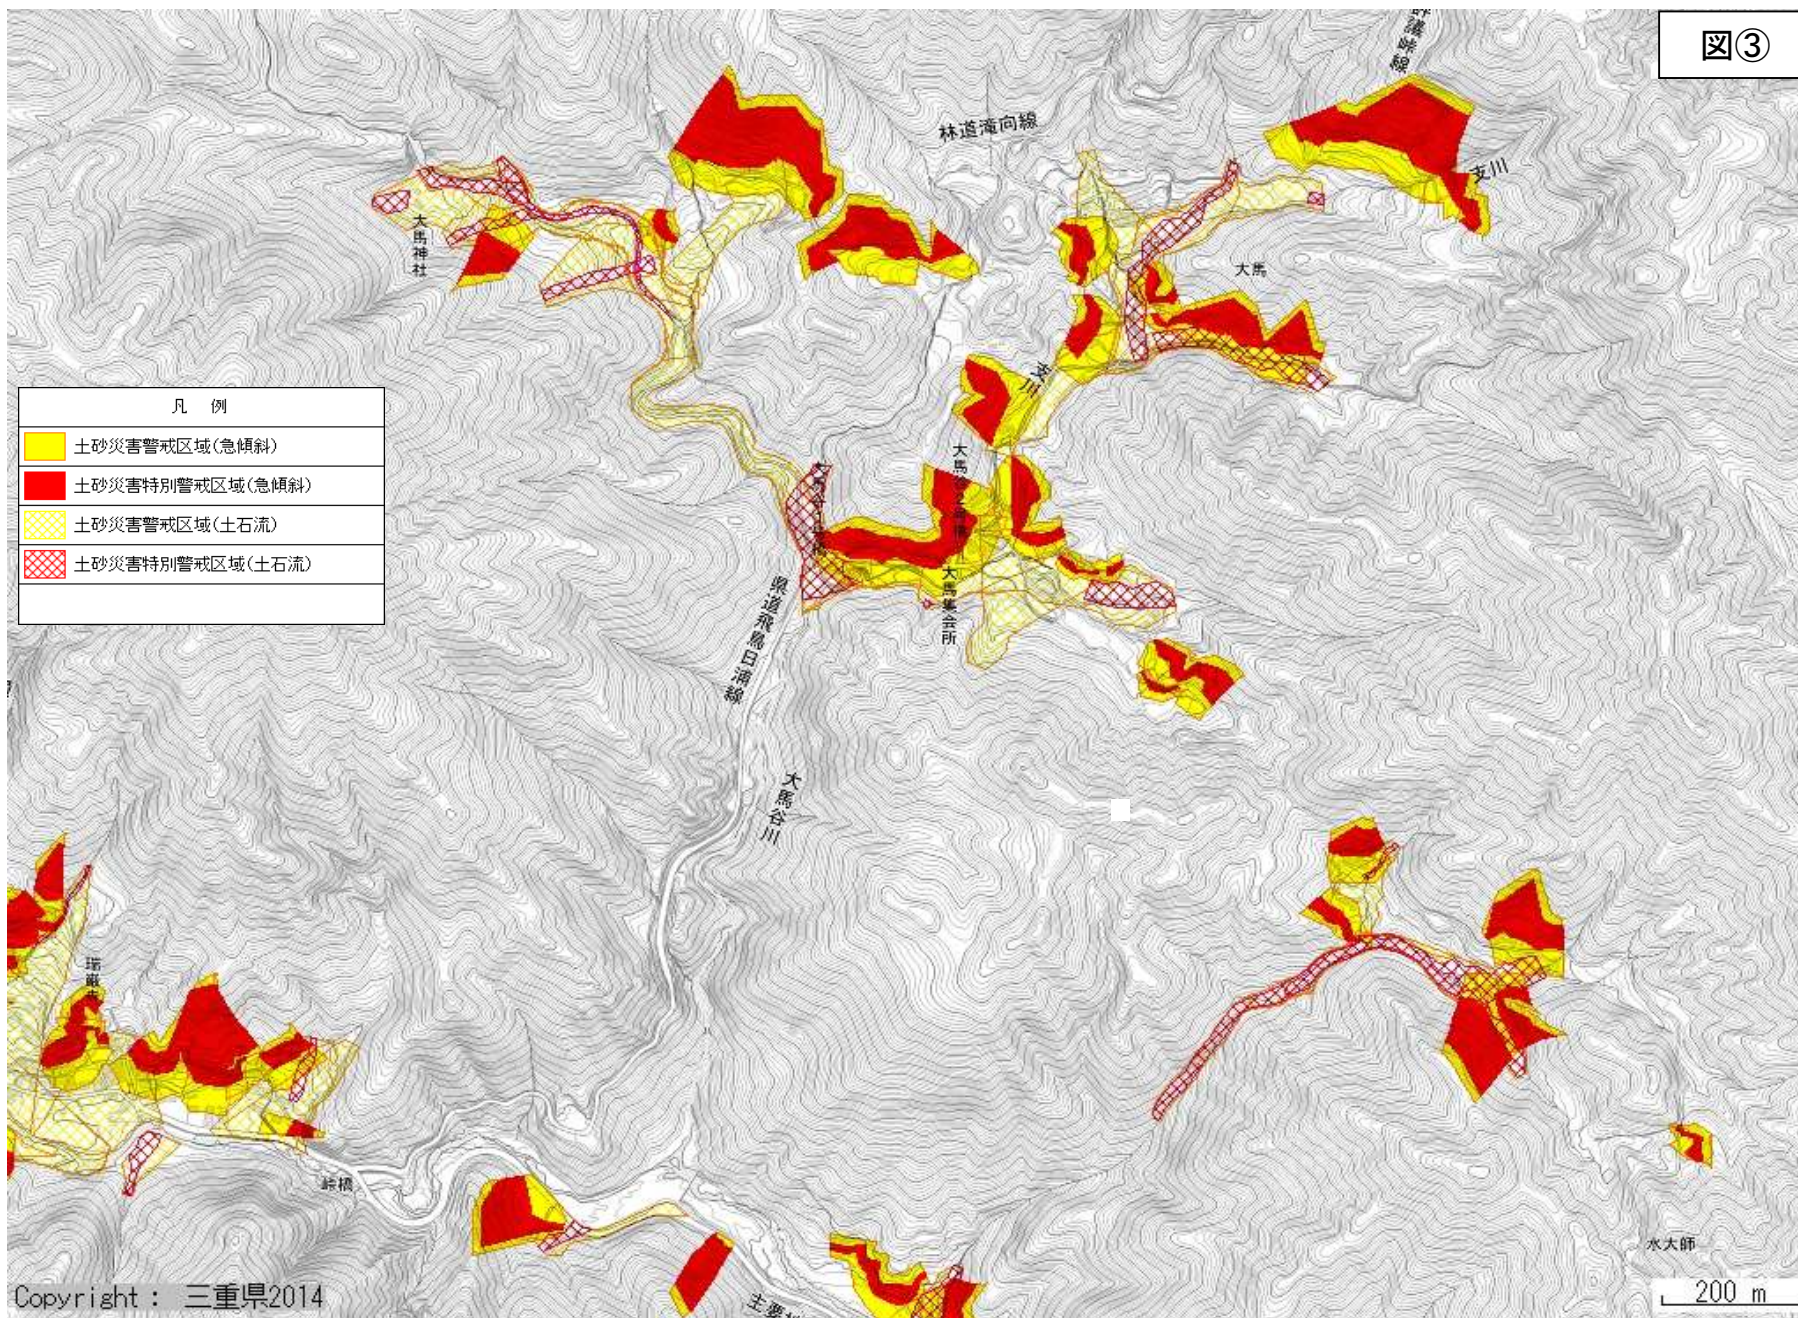 図③
林道滝向線
支川
大馬神社
大馬
凡 例
土砂災害警戒区域(急傾斜)
土砂災害特別警戒区域(急傾斜)
土砂災害警戒区域(土石流)
土砂災害特別警戒区域(土石流)
支川
大馬集会所
県道飛鳥日浦線
大馬谷川
峠橋
水大師
Copyright : 三重県2014
200 m